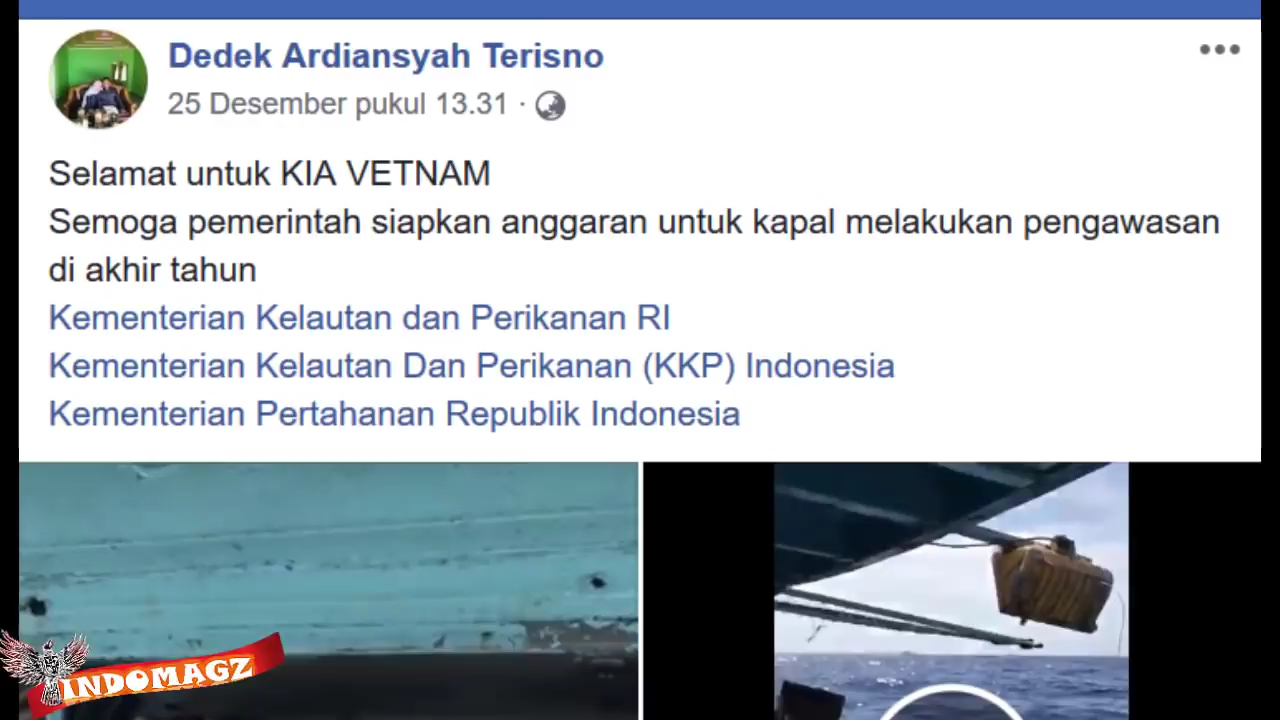 Dedek Ardiansyah Terisno
25 Desember pukul 13.31 ·
Selamat untuk KIA VETNAM
Semoga pemerintah siapkan anggaran untuk kapal melakukan pengawasan
di akhir tahun
Kementerian Kelautan dan Perikanan RI
Kementerian Kelautan Dan Perikanan (KKP) Indonesia
Kementerian Pertahanan Republik Indonesia
INDOMAGZ